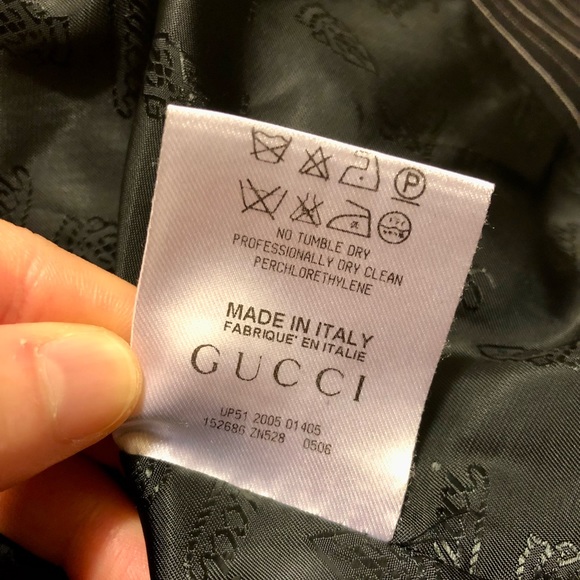 P
NO TUMBLE DRY
PROFESSIONALLY DRY CLEAN
PERCHLORETHYLENE
MADE IN ITALY
FABRIQUÉ EN ITALIE
GUCCI
UP51 2005 01405
152686 ZN528 0506